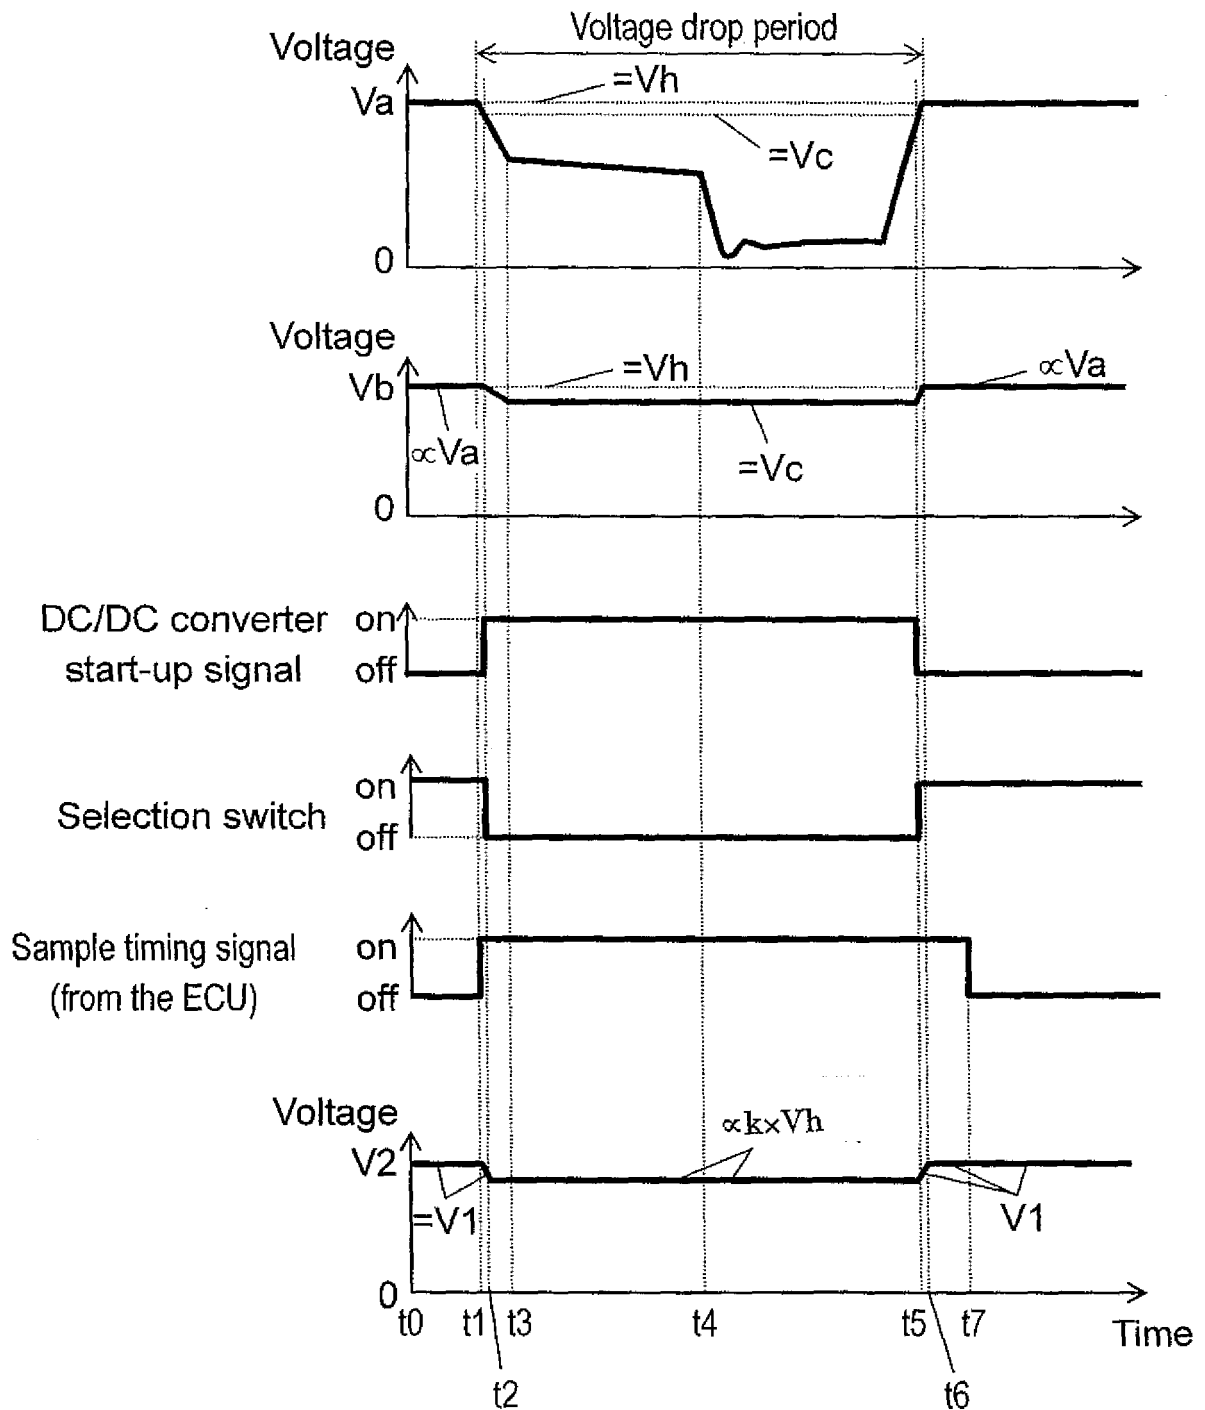 Voltage drop period
Voltage
=Vh
Va
=Vc
0
Voltage
=Vh
∝Va
Vb
∝Va
=Vc
0
DC/DC converter
start-up signal
on
off
Selection switch
on
off
Sample timing signal
(from the ECU)
on
off
Voltage
∝k×Vh
V2
=V1
V1
0
t0 t1 t3 t4 t5 t7
Time
t2 t6